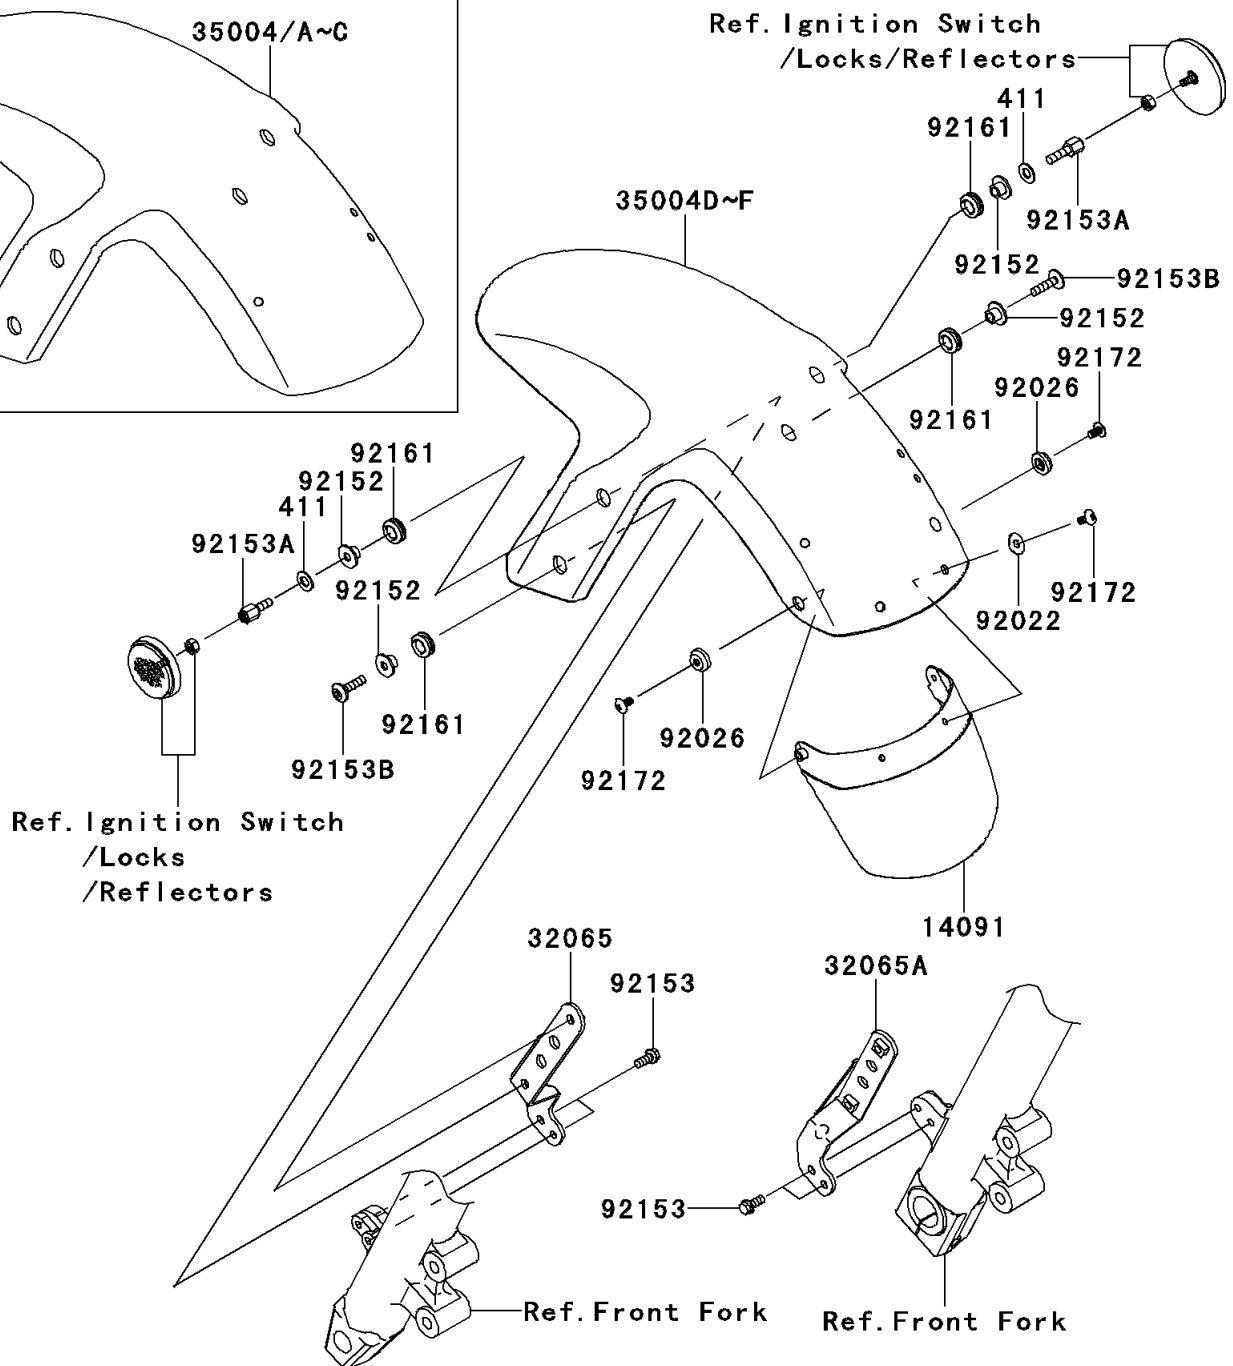 35004/A~C
Ref.Ignition Switch
/Locks/Reflectors
411
92161
92153A
92152
35004D~F
92153B
92152
92172
92026
92161
92161
92152
411
92153A
92152
92172
92022
92161
92153B
92026
92172
Ref.Ignition Switch
/Locks
/Reflectors
14091
32065
92153
32065A
92153
Ref.Front Fork
Ref.Front Fork